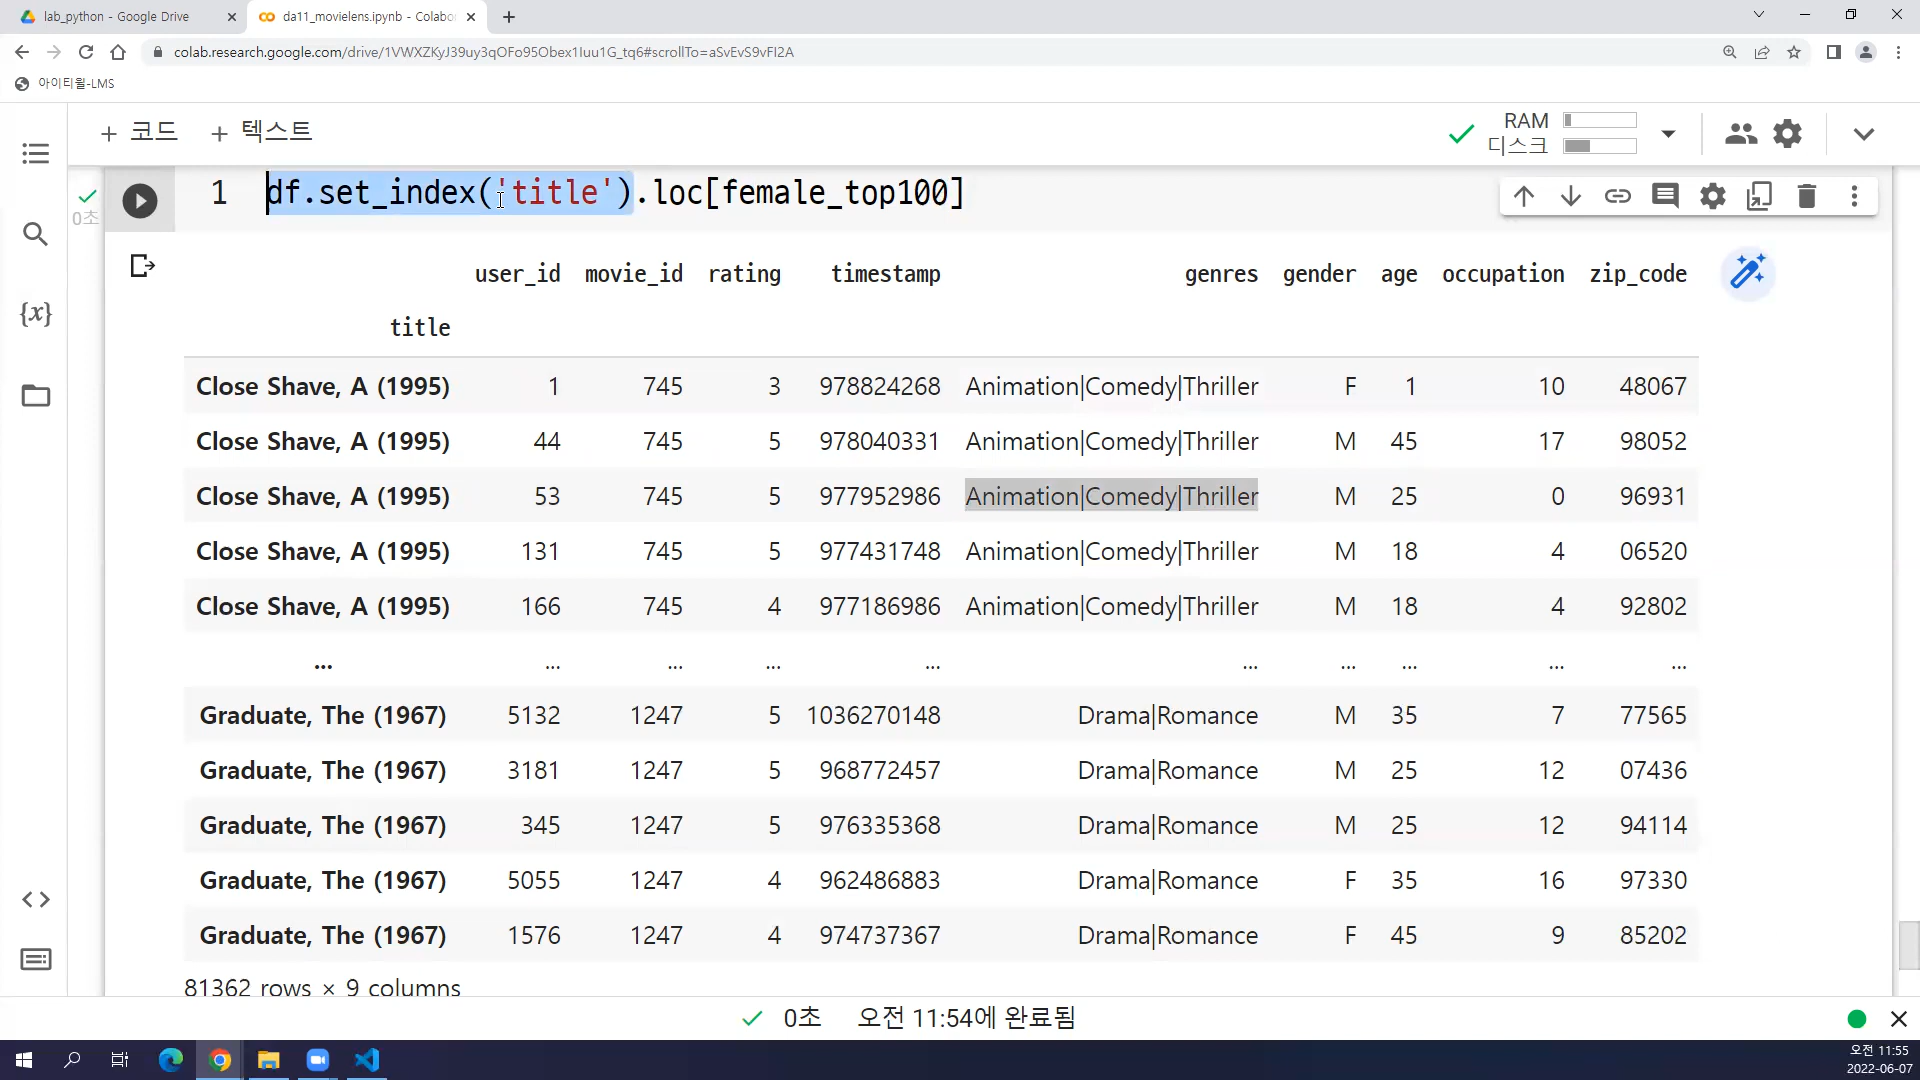 lab_python - Google Drive
da11_movielens.ipynb - Colabo
colab.research.google.com/drive/1VWXZKyJ39uy3qOFo95Obex1Iuu1G_tq6#scrollTo=aSvEvS9vFI2A
아이티윌-LMS
+ 코드 + 텍스트
RAM
디스크
0초
1 df.set_index('title').loc[female_top100]
user_id movie_id rating timestamp genres gender age occupation zip_code
title
Close Shave, A (1995) 1 745 3 978824268 Animation|Comedy|Thriller F 1 10 48067
Close Shave, A (1995) 44 745 5 978040331 Animation|Comedy|Thriller M 45 17 98052
Close Shave, A (1995) 53 745 5 977952986 Animation|Comedy|Thriller M 25 0 96931
Close Shave, A (1995) 131 745 5 977431748 Animation|Comedy|Thriller M 18 4 06520
Close Shave, A (1995) 166 745 4 977186986 Animation|Comedy|Thriller M 18 4 92802
... ... ... ... ... ... ... ... ... ...
Graduate, The (1967) 5132 1247 5 1036270148 Drama|Romance M 35 7 77565
Graduate, The (1967) 3181 1247 5 968772457 Drama|Romance M 25 12 07436
Graduate, The (1967) 345 1247 5 976335368 Drama|Romance M 25 12 94114
Graduate, The (1967) 5055 1247 4 962486883 Drama|Romance F 35 16 97330
Graduate, The (1967) 1576 1247 4 974737367 Drama|Romance F 45 9 85202
81362 rows × 9 columns
0초 오전 11:54에 완료됨
오전 11:55
2022-06-07